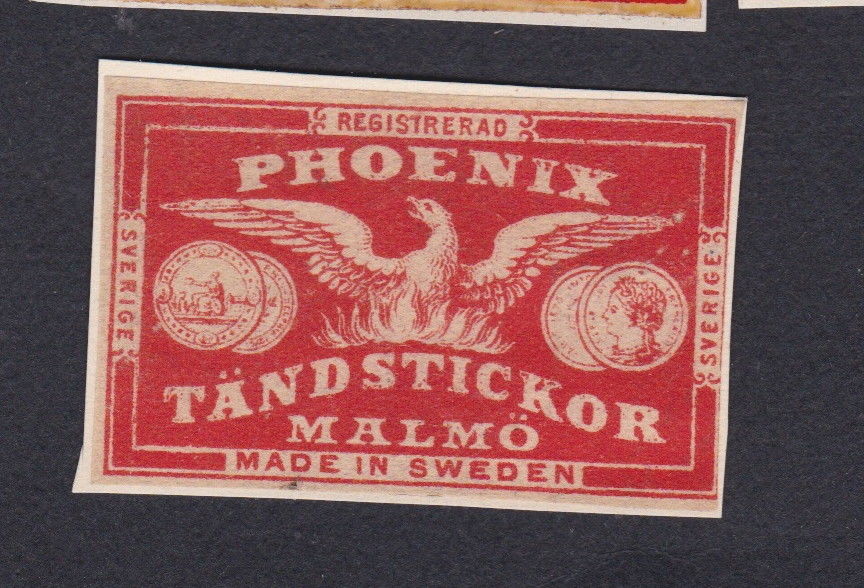 REGISTRERAD
PHOENIX
SVERIGE
SVERIGE
TÄNDSTICKOR
MALMÖ
MADE IN SWEDEN